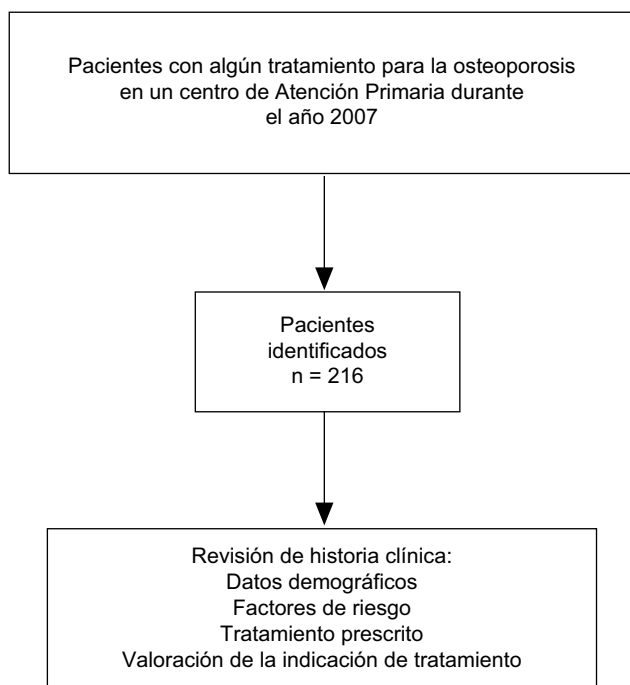 Pacientes con algún tratamiento para la osteoporosis
en un centro de Atención Primaria durante
el año 2007
Pacientes
identificados
n = 216
Revisión de historia clínica:
Datos demográficos
Factores de riesgo
Tratamiento prescrito
Valoración de la indicación de tratamiento